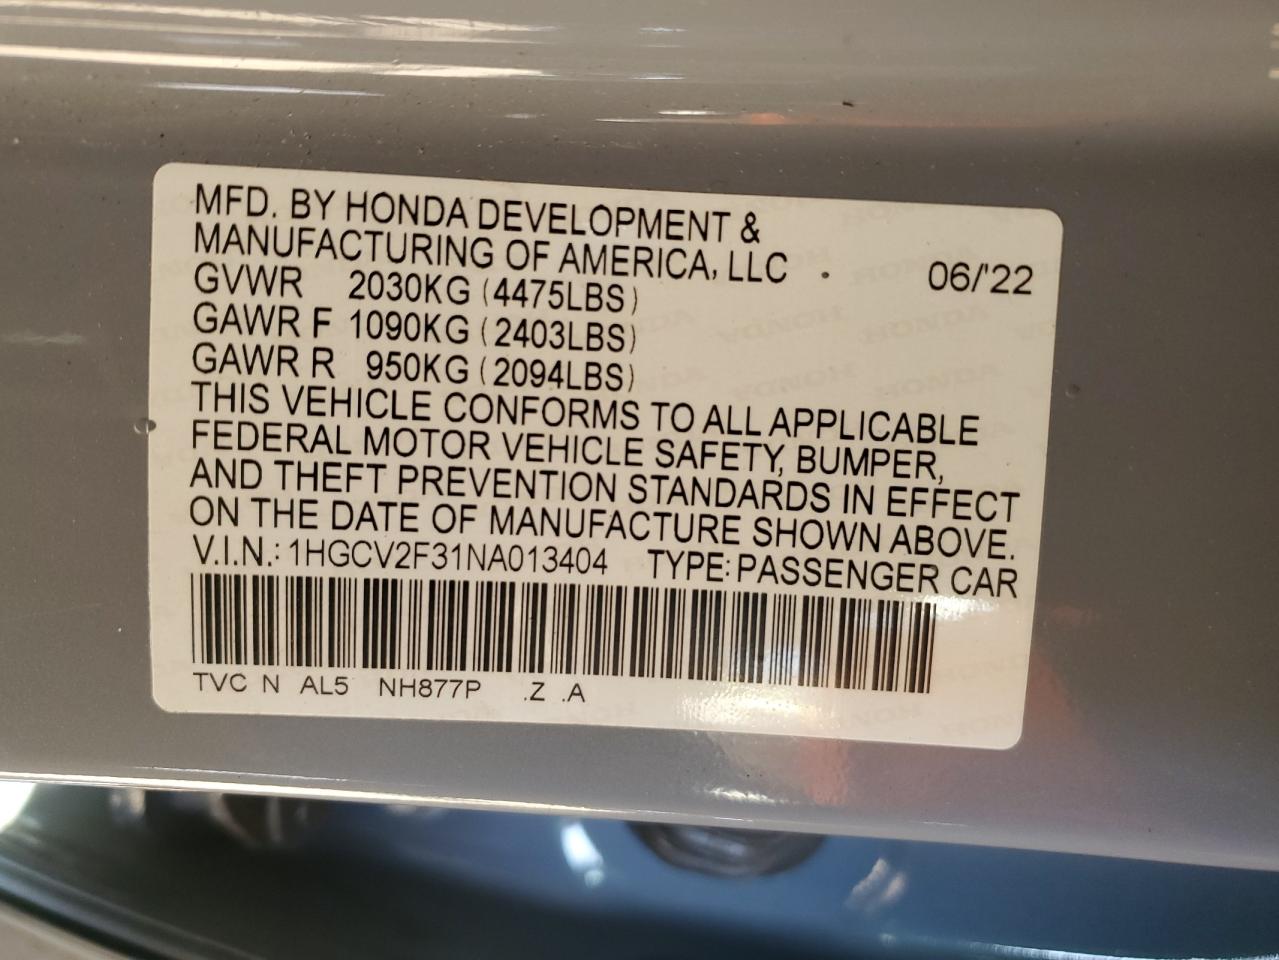 MFD. BY HONDA DEVELOPMENT &
MANUFACTURING OF AMERICA, LLC . 06/'22
GVWR 2030KG (4475LBS)
GAWR F 1090KG (2403LBS)
GAWR R 950KG (2094LBS)
THIS VEHICLE CONFORMS TO ALL APPLICABLE
FEDERAL MOTOR VEHICLE SAFETY, BUMPER,
AND THEFT PREVENTION STANDARDS IN EFFECT
ON THE DATE OF MANUFACTURE SHOWN ABOVE.
V.I.N.: 1HGCV2F31NA013404 TYPE: PASSENGER CAR
TVC N AL5 NH877P .Z .A